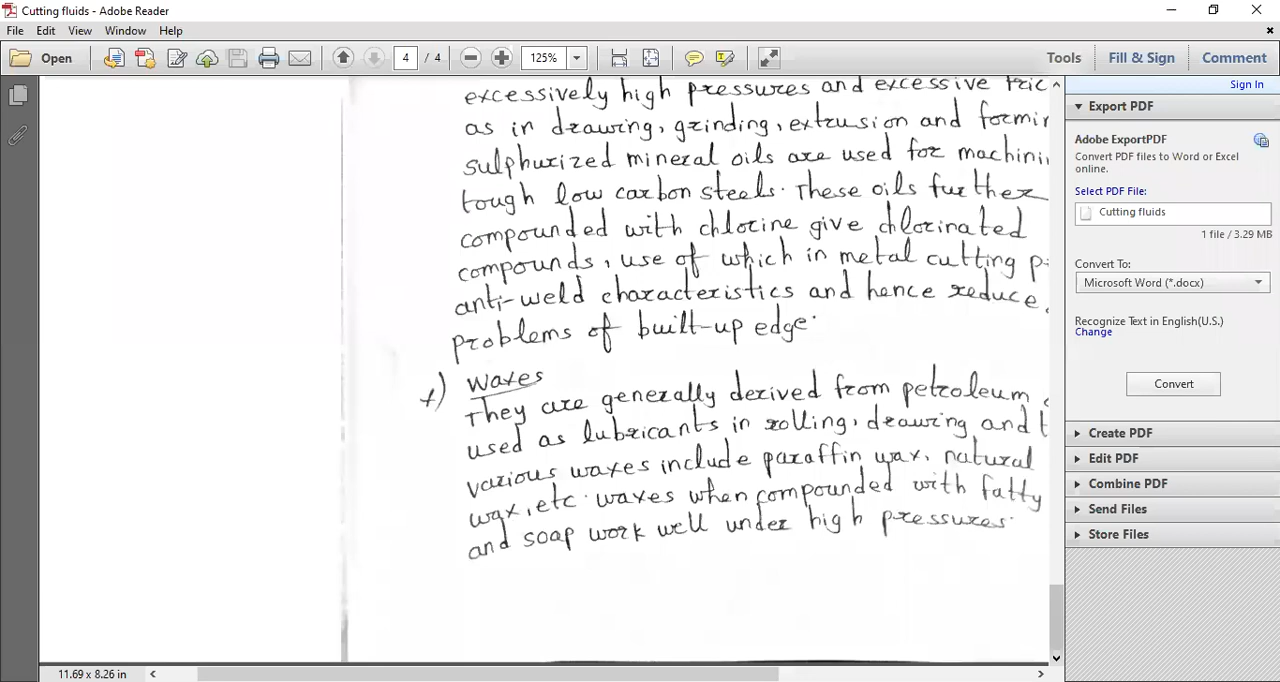 Cutting fluids - Adobe Reader
File Edit View Window Help
Open 4 / 4 125% Tools Fill & Sign Comment
excessively high pressures and excessive fric
as in drawing, grinding, extrusion and formin
sulphurized mineral oils are used for machini
tough low carbon steels. These oils further
compounded with chlorine give chlorinated
compounds, use of which in metal cutting p
anti-weld characteristics and hence reduce
problems of built-up edge.
Waxes
They are generally derived from petroleum
used as lubricants in rolling, drawing and t
various waxes include paraffin wax, natural
wax, etc. waxes when compounded with fatty
and soap work well under high pressures.
11.69 x 8.26 in
Sign In
Export PDF
Adobe ExportPDF
Convert PDF files to Word or Excel
online.
Select PDF File:
Cutting fluids
1 file / 3.29 MB
Convert To:
Microsoft Word (*.docx)
Recognize Text in English(U.S.)
Change
Convert
Create PDF
Edit PDF
Combine PDF
Send Files
Store Files